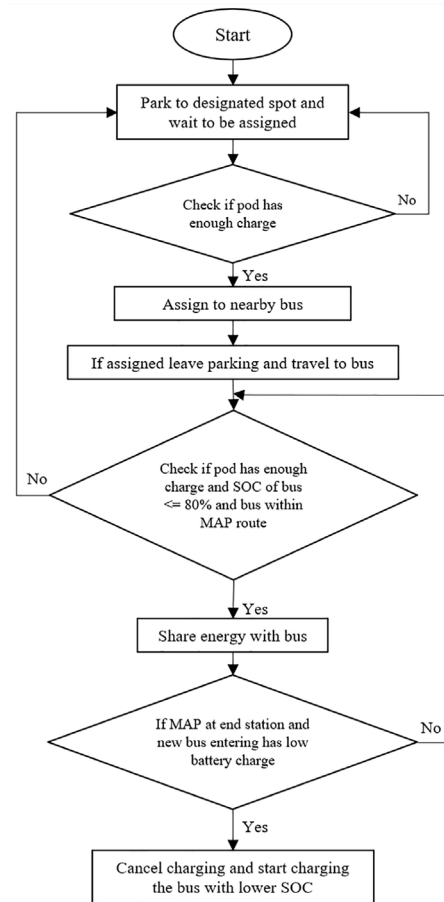 Start
Park to designated spot and
wait to be assigned
No
Check if pod has
enough charge
Yes
Assign to nearby bus
If assigned leave parking and travel to bus
No
Check if pod has enough
charge and SOC of bus
<= 80% and bus within
MAP route
Yes
Share energy with bus
No
If MAP at end station and
new bus entering has low
battery charge
Yes
Cancel charging and start charging
the bus with lower SOC